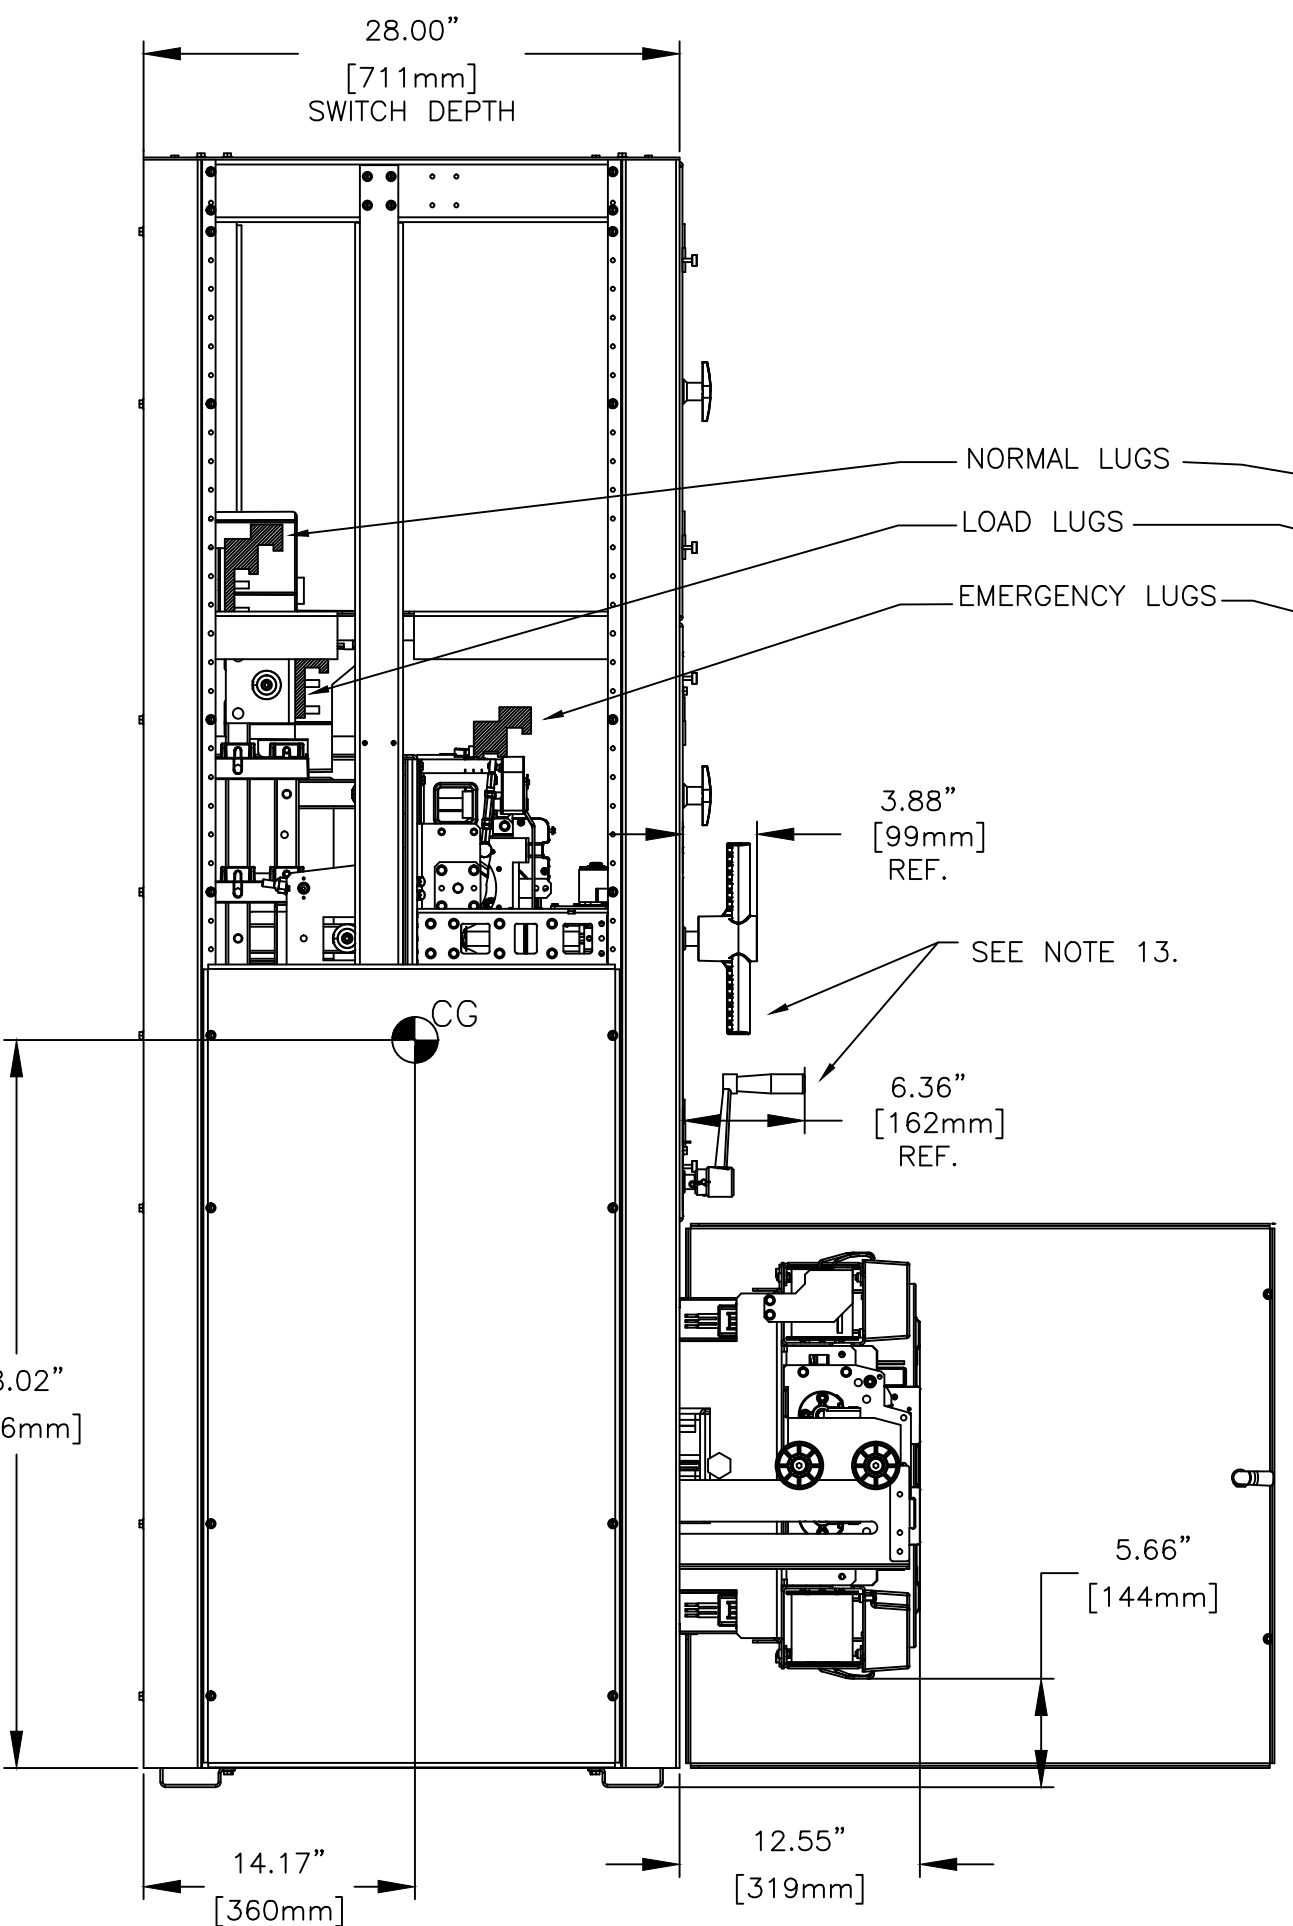 28.00”
[711mm]
SWITCH DEPTH
NORMAL LUGS
LOAD LUGS
EMERGENCY LUGS
3.88”
[99mm]
REF.
SEE NOTE 13.
CG
6.36”
[162mm]
REF.
5.66”
[144mm]
12.55”
[319mm]
14.17”
[360mm]